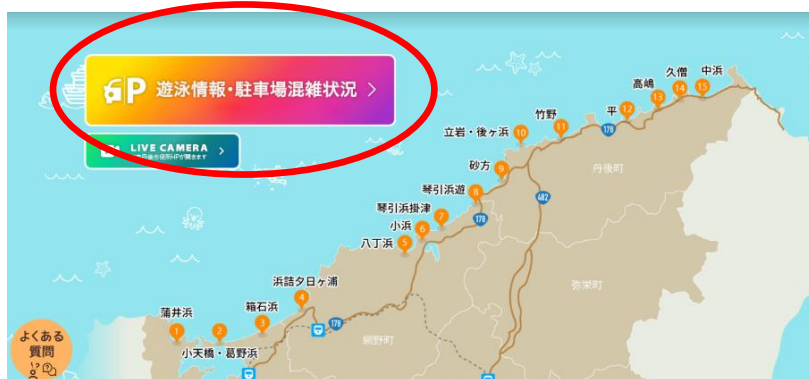 P 遊泳情報・駐車場混雑状況 >
LIVE CAMERA >
久僧
中浜
高嶋
14
15
13
平
12
竹野
11
178
立岩・後ヶ浜
10
丹後町
砂方
9
482
琴引浜遊
8
琴引浜掛津
7
178
小浜
6
八丁浜
5
弥栄町
浜詰夕日ヶ浦
4
箱石浜
3
蒲井浜
1
2
小天橋・葛野浜
178
網野町
よくある
質問